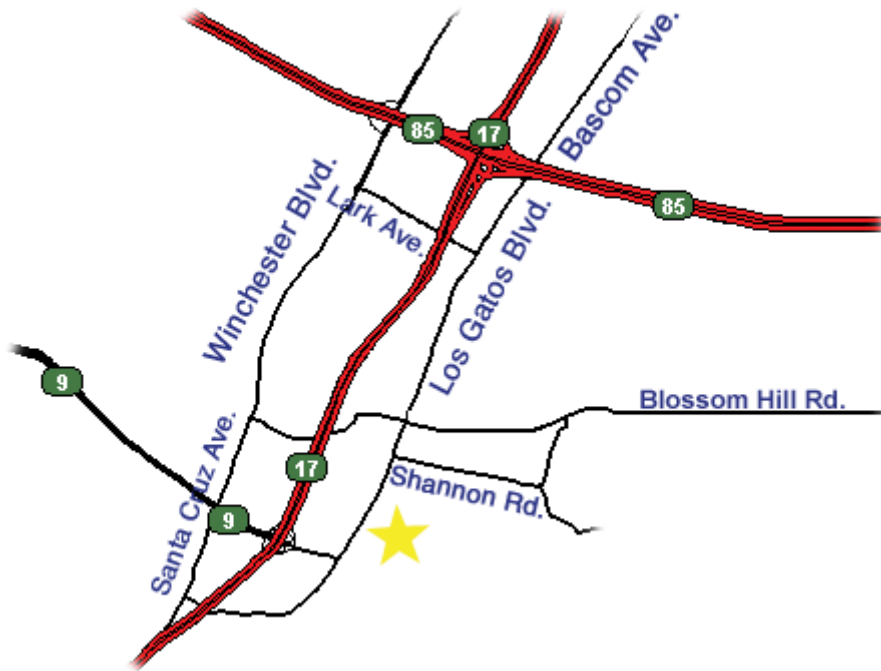 Bascom Ave.
85
17
85
Winchester Blvd.
Lark Ave.
Los Gatos Blvd.
9
Blossom Hill Rd.
Santa Cruz Ave.
17
Shannon Rd.
9